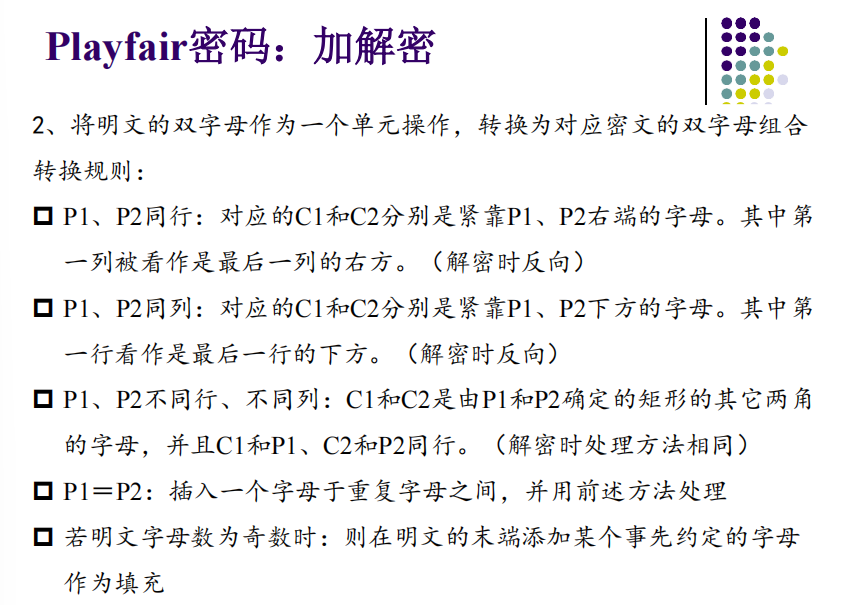 Playfair密码：加解密
2、将明文的双字母作为一个单元操作，转换为对应密文的双字母组合
转换规则：
P1、P2同行：对应的C1和C2分别是紧靠P1、P2右端的字母。其中第
一列被看作是最后一列的右方。（解密时反向）
P1、P2同列：对应的C1和C2分别是紧靠P1、P2下方的字母。其中第
一行看作是最后一行的下方。（解密时反向）
P1、P2不同行、不同列：C1和C2是由P1和P2确定的矩形的其它两角
的字母，并且C1和P1、C2和P2同行。（解密时处理方法相同）
P1＝P2：插入一个字母于重复字母之间，并用前述方法处理
若明文字母数为奇数时：则在明文的末端添加某个事先约定的字母
作为填充